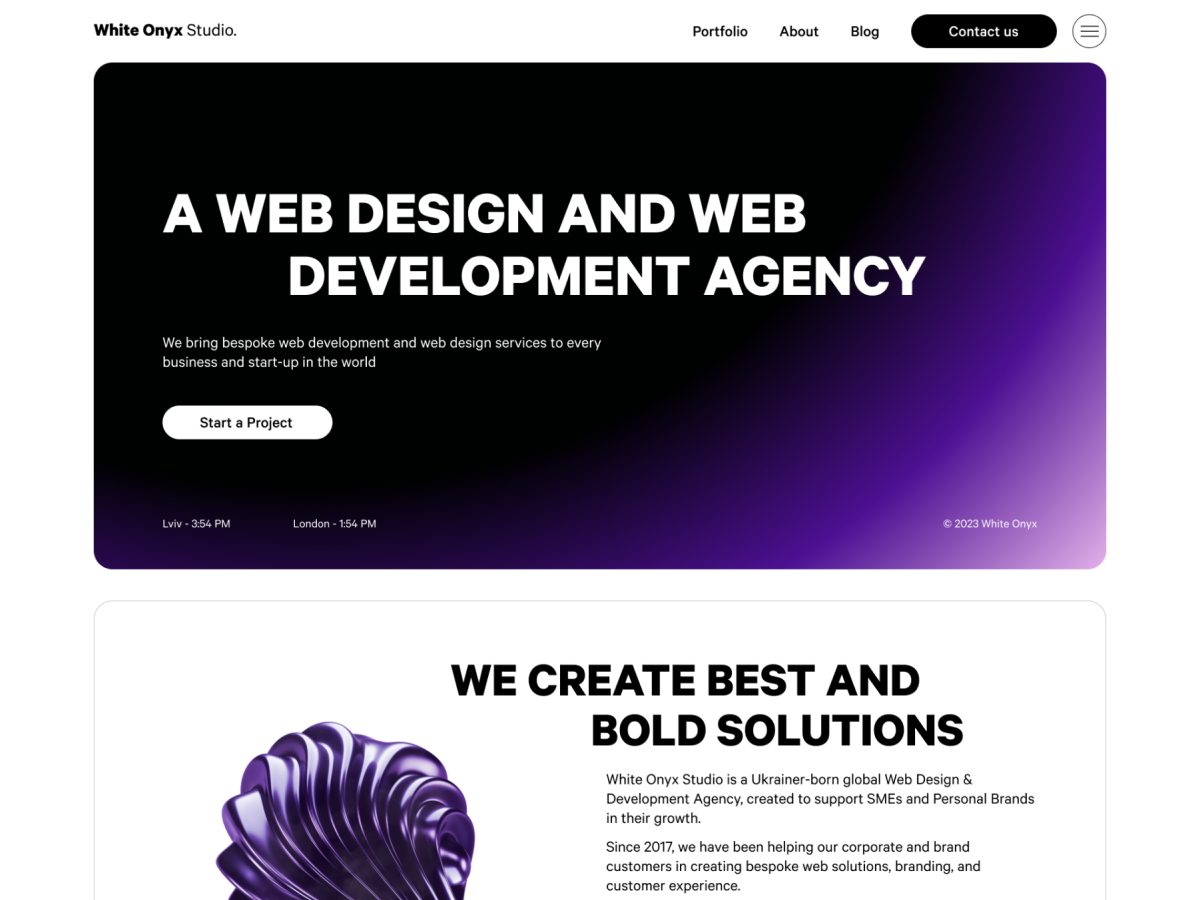 White Onyx Studio.
Portfolio
About
Blog
Contact us
A WEB DESIGN AND WEB
DEVELOPMENT AGENCY
We bring bespoke web development and web design services to every
business and start-up in the world
Start a Project
Lviv - 3:54 PM
London - 1:54 PM
© 2023 White Onyx
WE CREATE BEST AND
BOLD SOLUTIONS
White Onyx Studio is a Ukrainer-born global Web Design &
Development Agency, created to support SMEs and Personal Brands
in their growth.
Since 2017, we have been helping our corporate and brand
customers in creating bespoke web solutions, branding, and
customer experience.